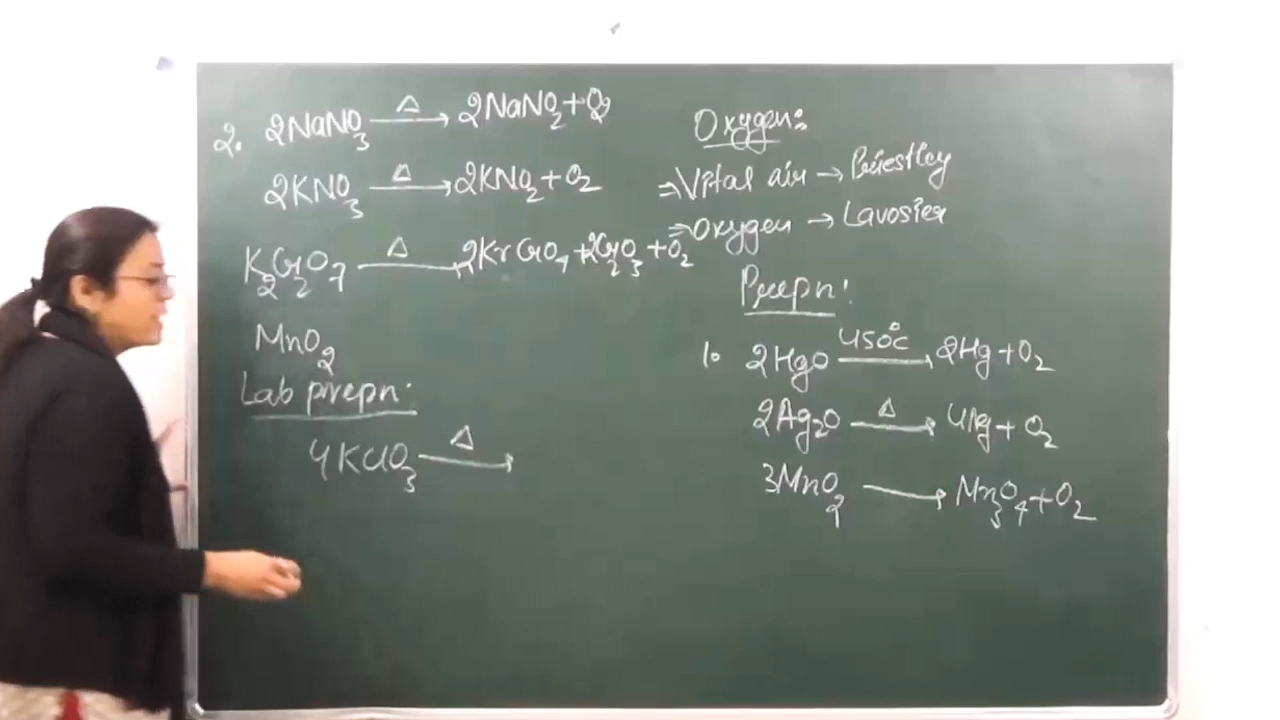 2. 2NaNO3 Δ→ 2NaNO2 + O2
2KNO3 Δ→ 2KNO2 + O2
K2Cr2O7 Δ→ 2KrCrO4 + 2Cr2O3 + O2
MnO2
Lab prepn:
4KClO3 Δ→
Oxygen:
⇒ Vital air → Priestley
⇒ Oxygen → Lavosier
Prepn:
1. 2HgO 450°C→ 2Hg + O2
2Ag2O Δ→ 4Ag + O2
3MnO2 → Mn3O4 + O2